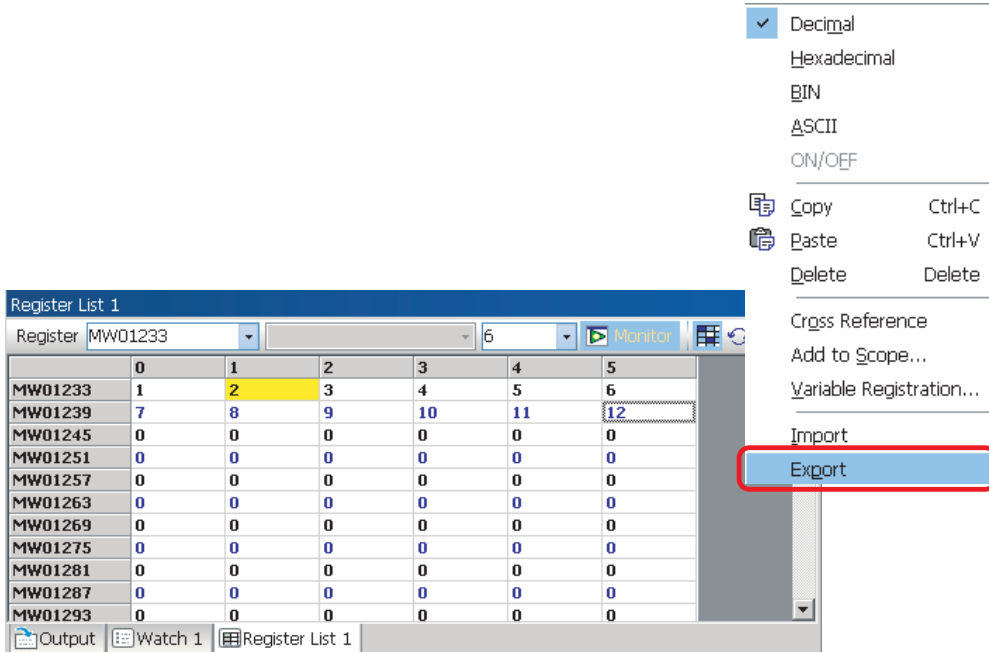 Decimal
Hexadecimal
BIN
ASCII
ON/OFF
Copy Ctrl+C
Paste Ctrl+V
Delete Delete
Cross Reference
Add to Scope...
Variable Registration...
Import
Export
Register List 1
Register MW01233 6 Monitor
0 1 2 3 4 5
MW01233 1 2 3 4 5 6
MW01239 7 8 9 10 11 12
MW01245 0 0 0 0 0 0
MW01251 0 0 0 0 0 0
MW01257 0 0 0 0 0 0
MW01263 0 0 0 0 0 0
MW01269 0 0 0 0 0 0
MW01275 0 0 0 0 0 0
MW01281 0 0 0 0 0 0
MW01287 0 0 0 0 0 0
MW01293 0 0 0 0 0 0
Output Watch 1 Register List 1